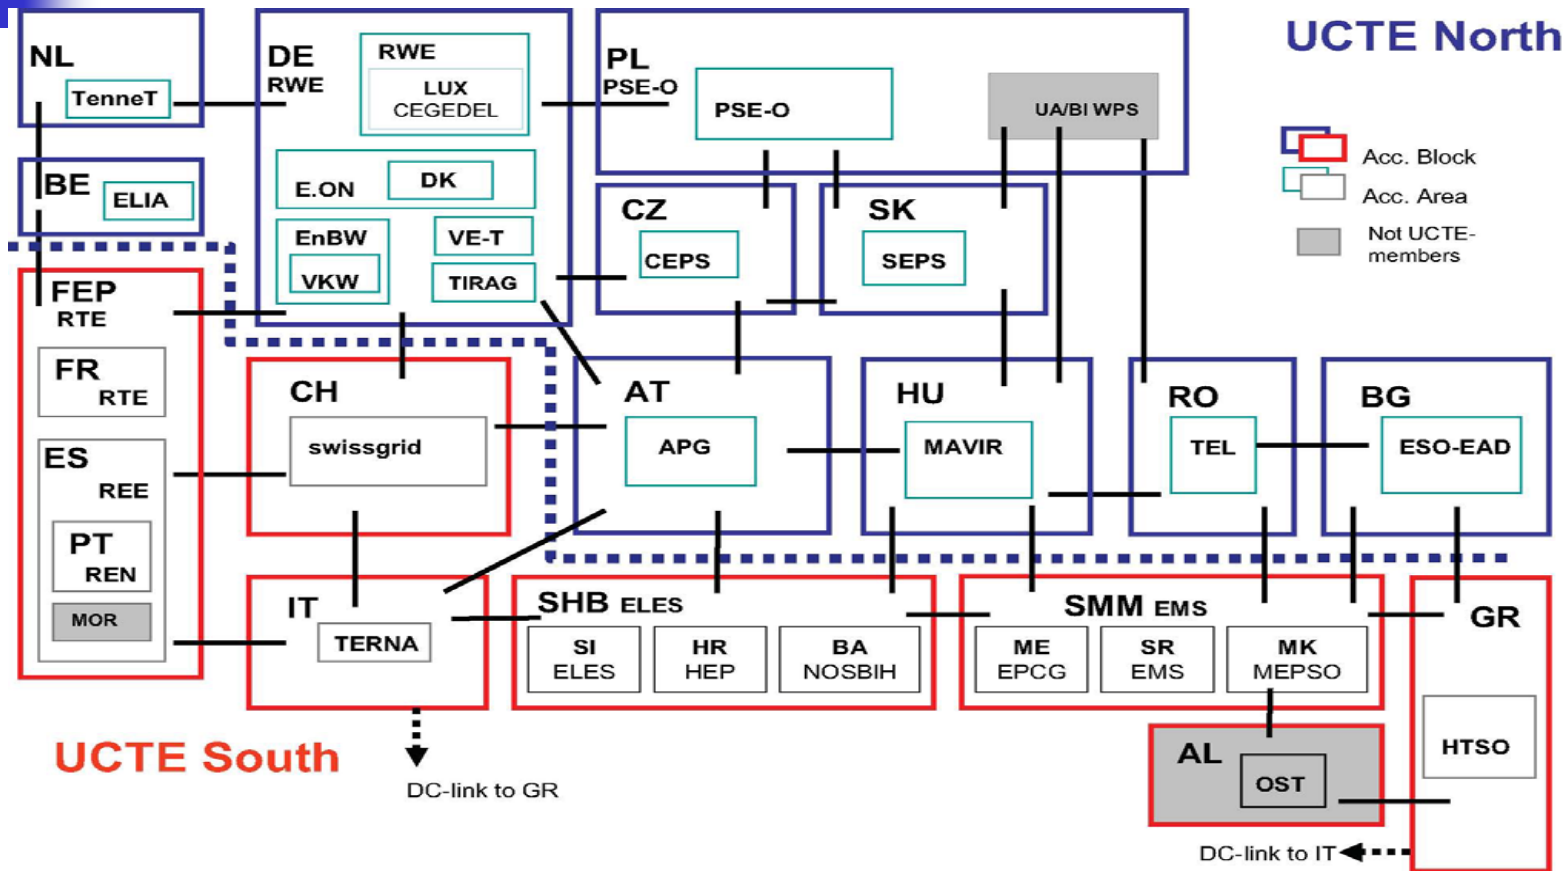 UCTE North
NL
TenneT
DE
RWE
RWE
LUX
CEGEDEL
PL
PSE-O
PSE-O
UA/BI WPS
Acc. Block
Acc. Area
Not UCTE-
members
BE
ELIA
E.ON
DK
EnBW
VKW
VE-T
TIRAG
CZ
CEPS
SK
SEPS
FEP
RTE
FR
RTE
ES
REE
PT
REN
MOR
CH
swissgrid
AT
APG
HU
MAVIR
RO
TEL
BG
ESO-EAD
IT
TERNA
SHB ELES
SI
ELES
HR
HEP
BA
NOSBIH
SMM EMS
ME
EPCG
SR
EMS
MK
MEPSO
GR
HTSO
UCTE South
DC-link to GR
AL
OST
DC-link to IT